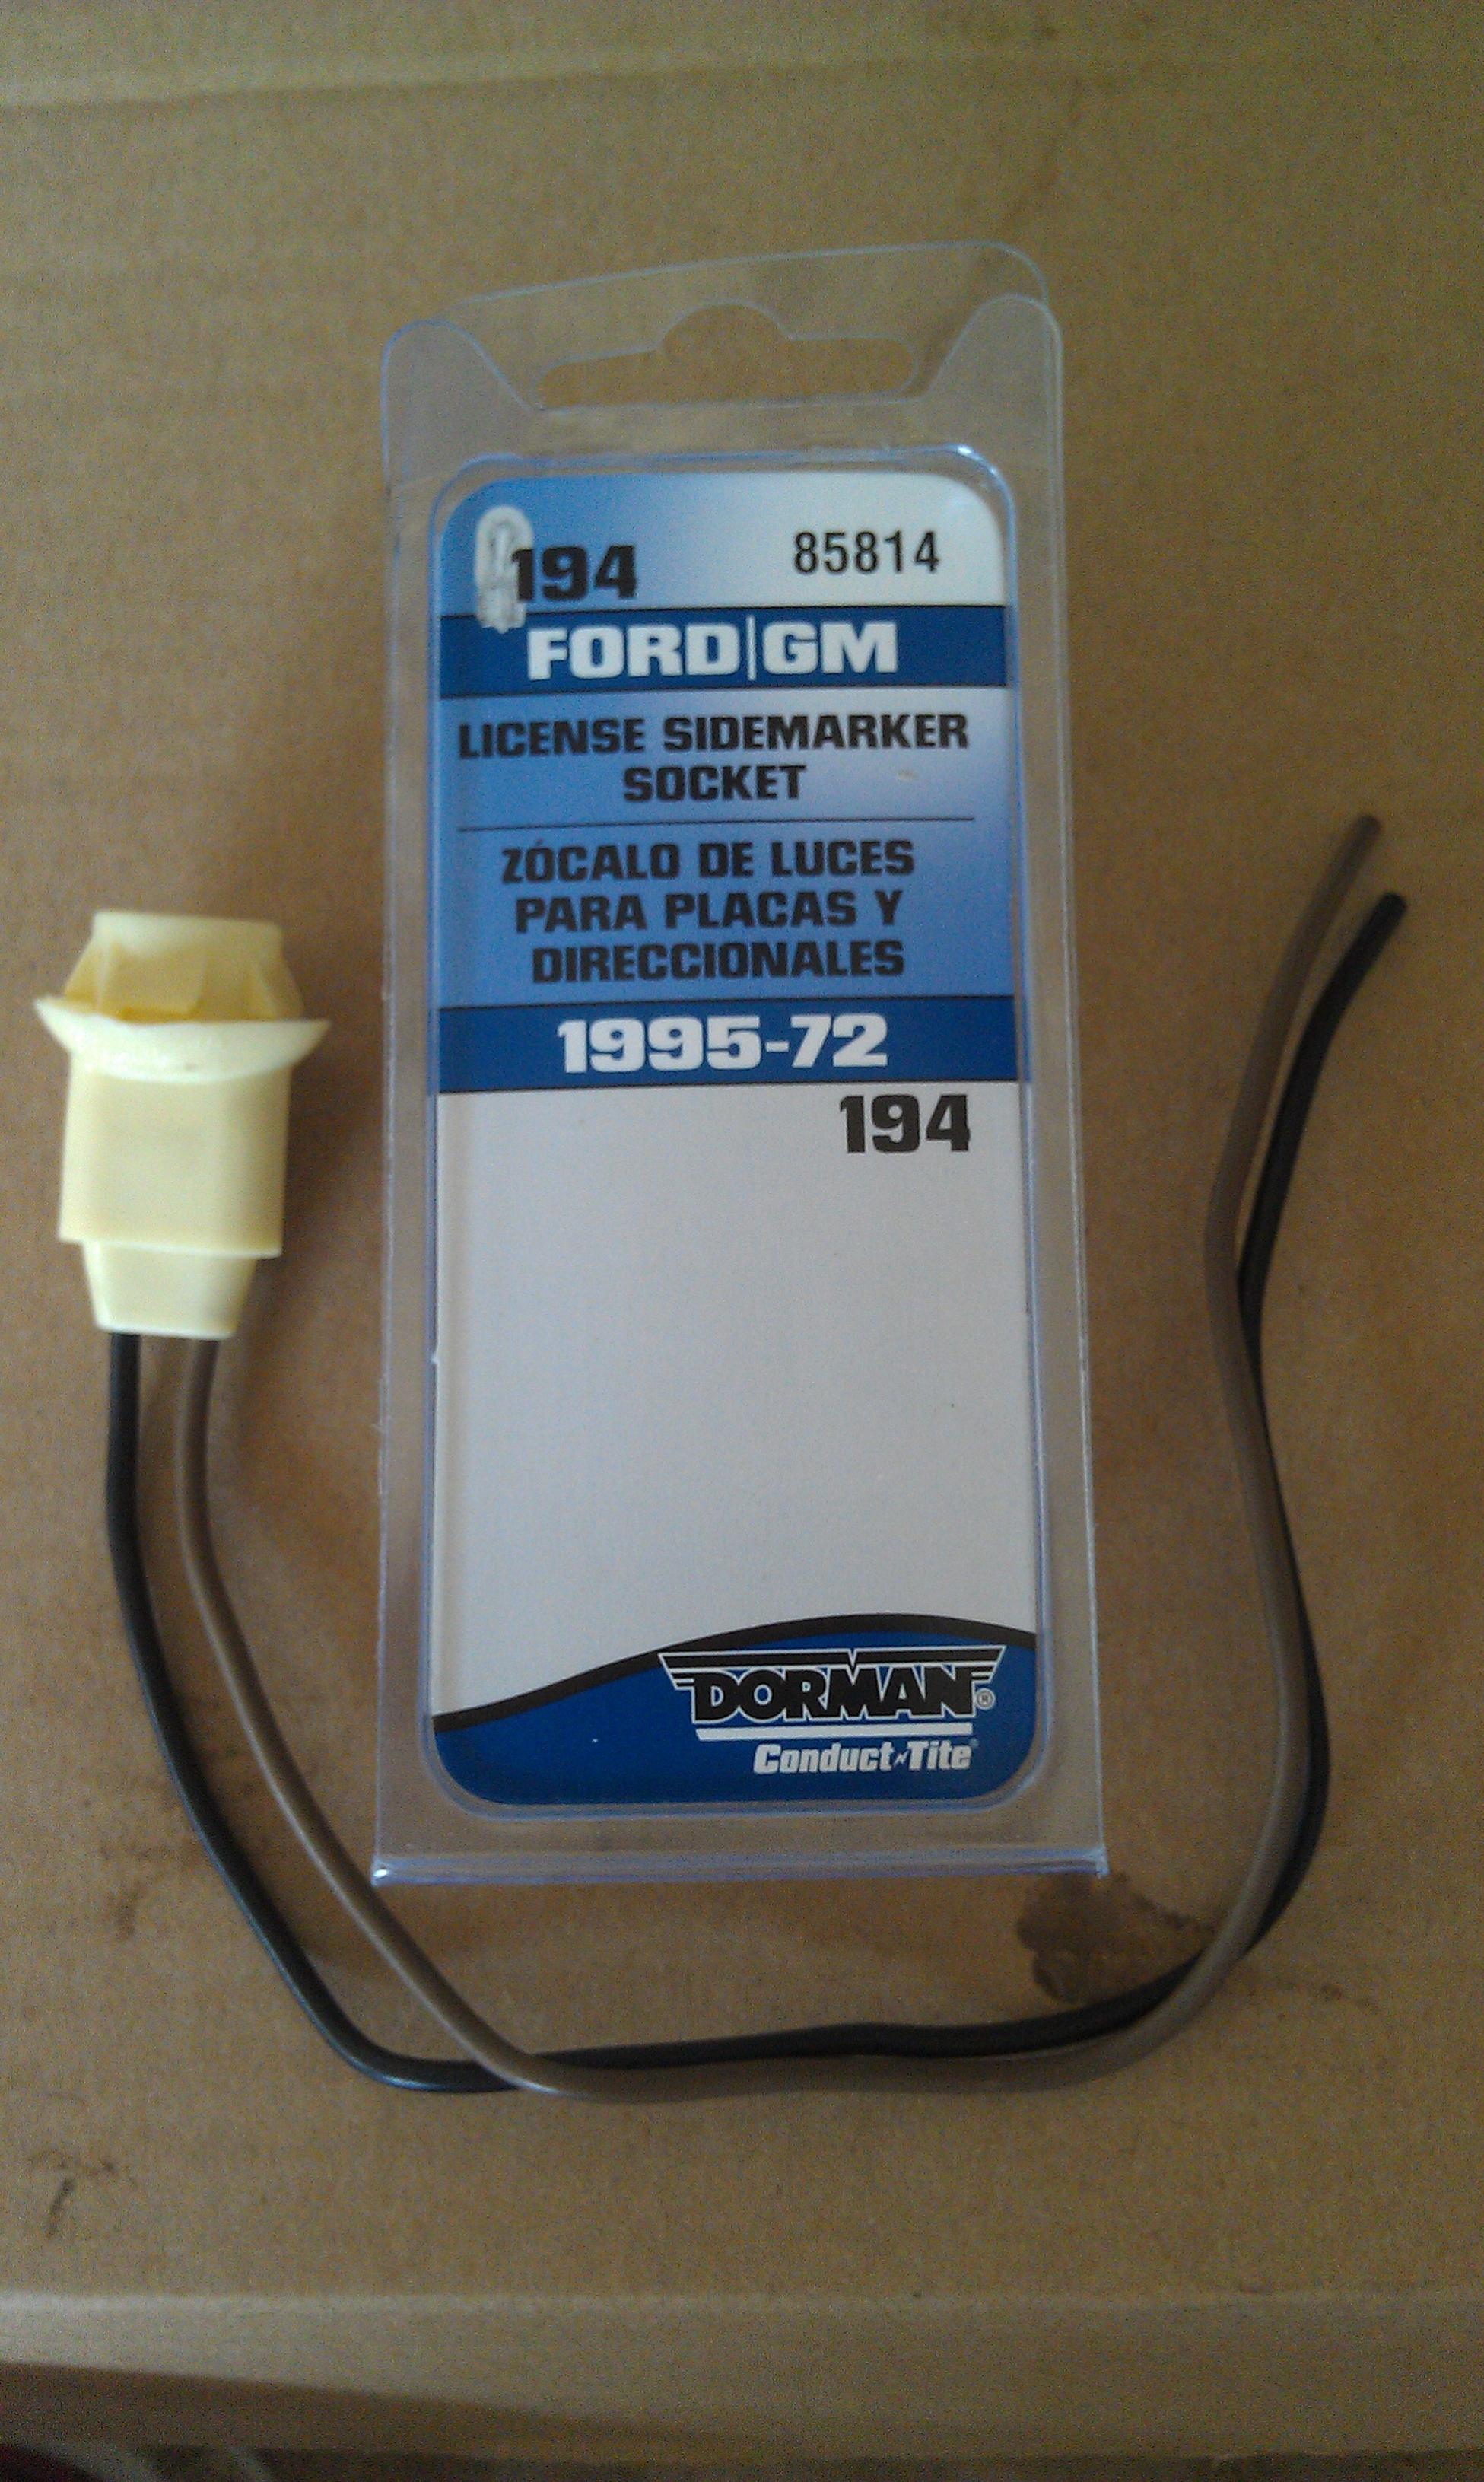 194 85814
FORD|GM
LICENSE SIDEMARKER
SOCKET
ZÓCALO DE LUCES
PARA PLACAS Y
DIRECCIONALES
1995-72
194
DORMAN®
Conduct-Tite®